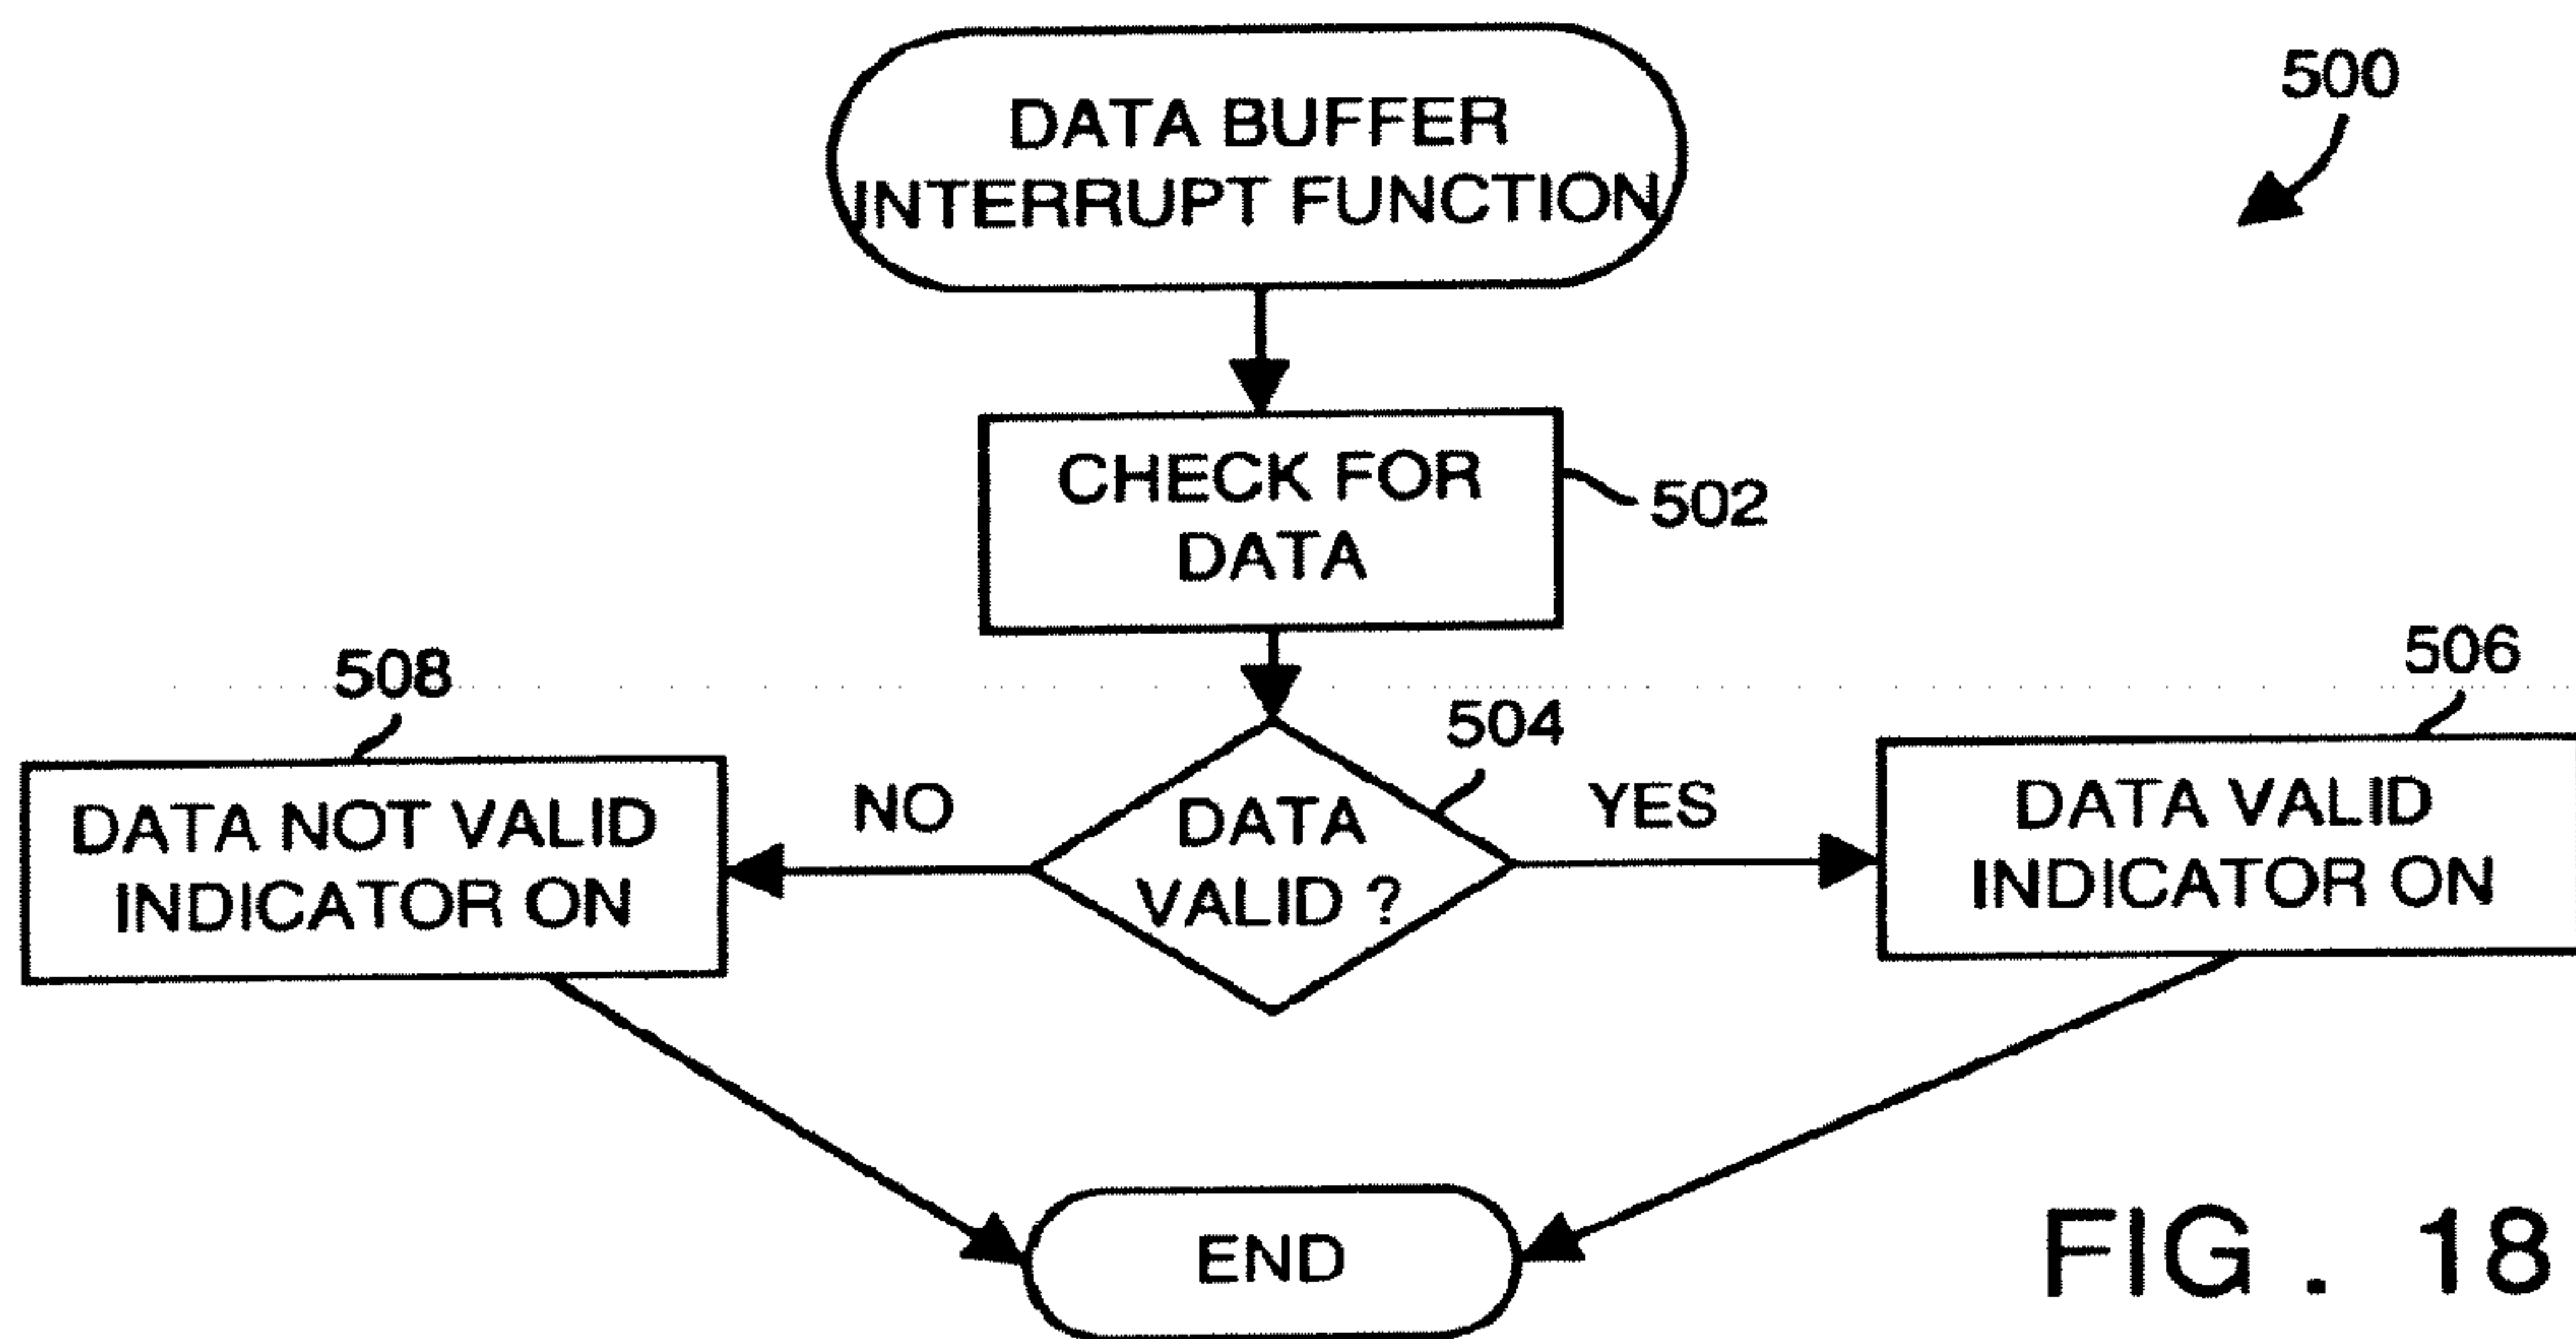 DATA BUFFER
INTERRUPT FUNCTION
500
CHECK FOR
DATA
502
508
506
504
DATA NOT VALID
INDICATOR ON
NO
DATA
VALID ?
YES
DATA VALID
INDICATOR ON
END
FIG . 18